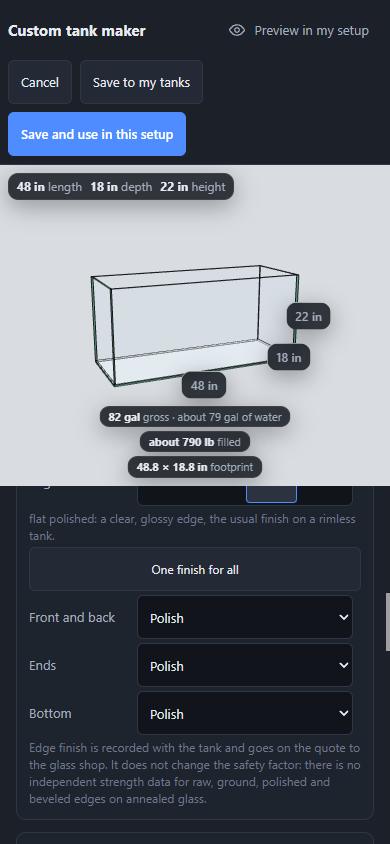 Custom tank maker
Preview in my setup
Cancel
Save to my tanks
Save and use in this setup
48 in length 18 in depth 22 in height
22 in
18 in
48 in
82 gal gross · about 79 gal of water
about 790 lb filled
48.8 × 18.8 in footprint
flat polished: a clear, glossy edge, the usual finish on a rimless
tank.
One finish for all
Front and back
Polish
Ends
Polish
Bottom
Polish
Edge finish is recorded with the tank and goes on the quote to
the glass shop. It does not change the safety factor: there is no
independent strength data for raw, ground, polished and
beveled edges on annealed glass.